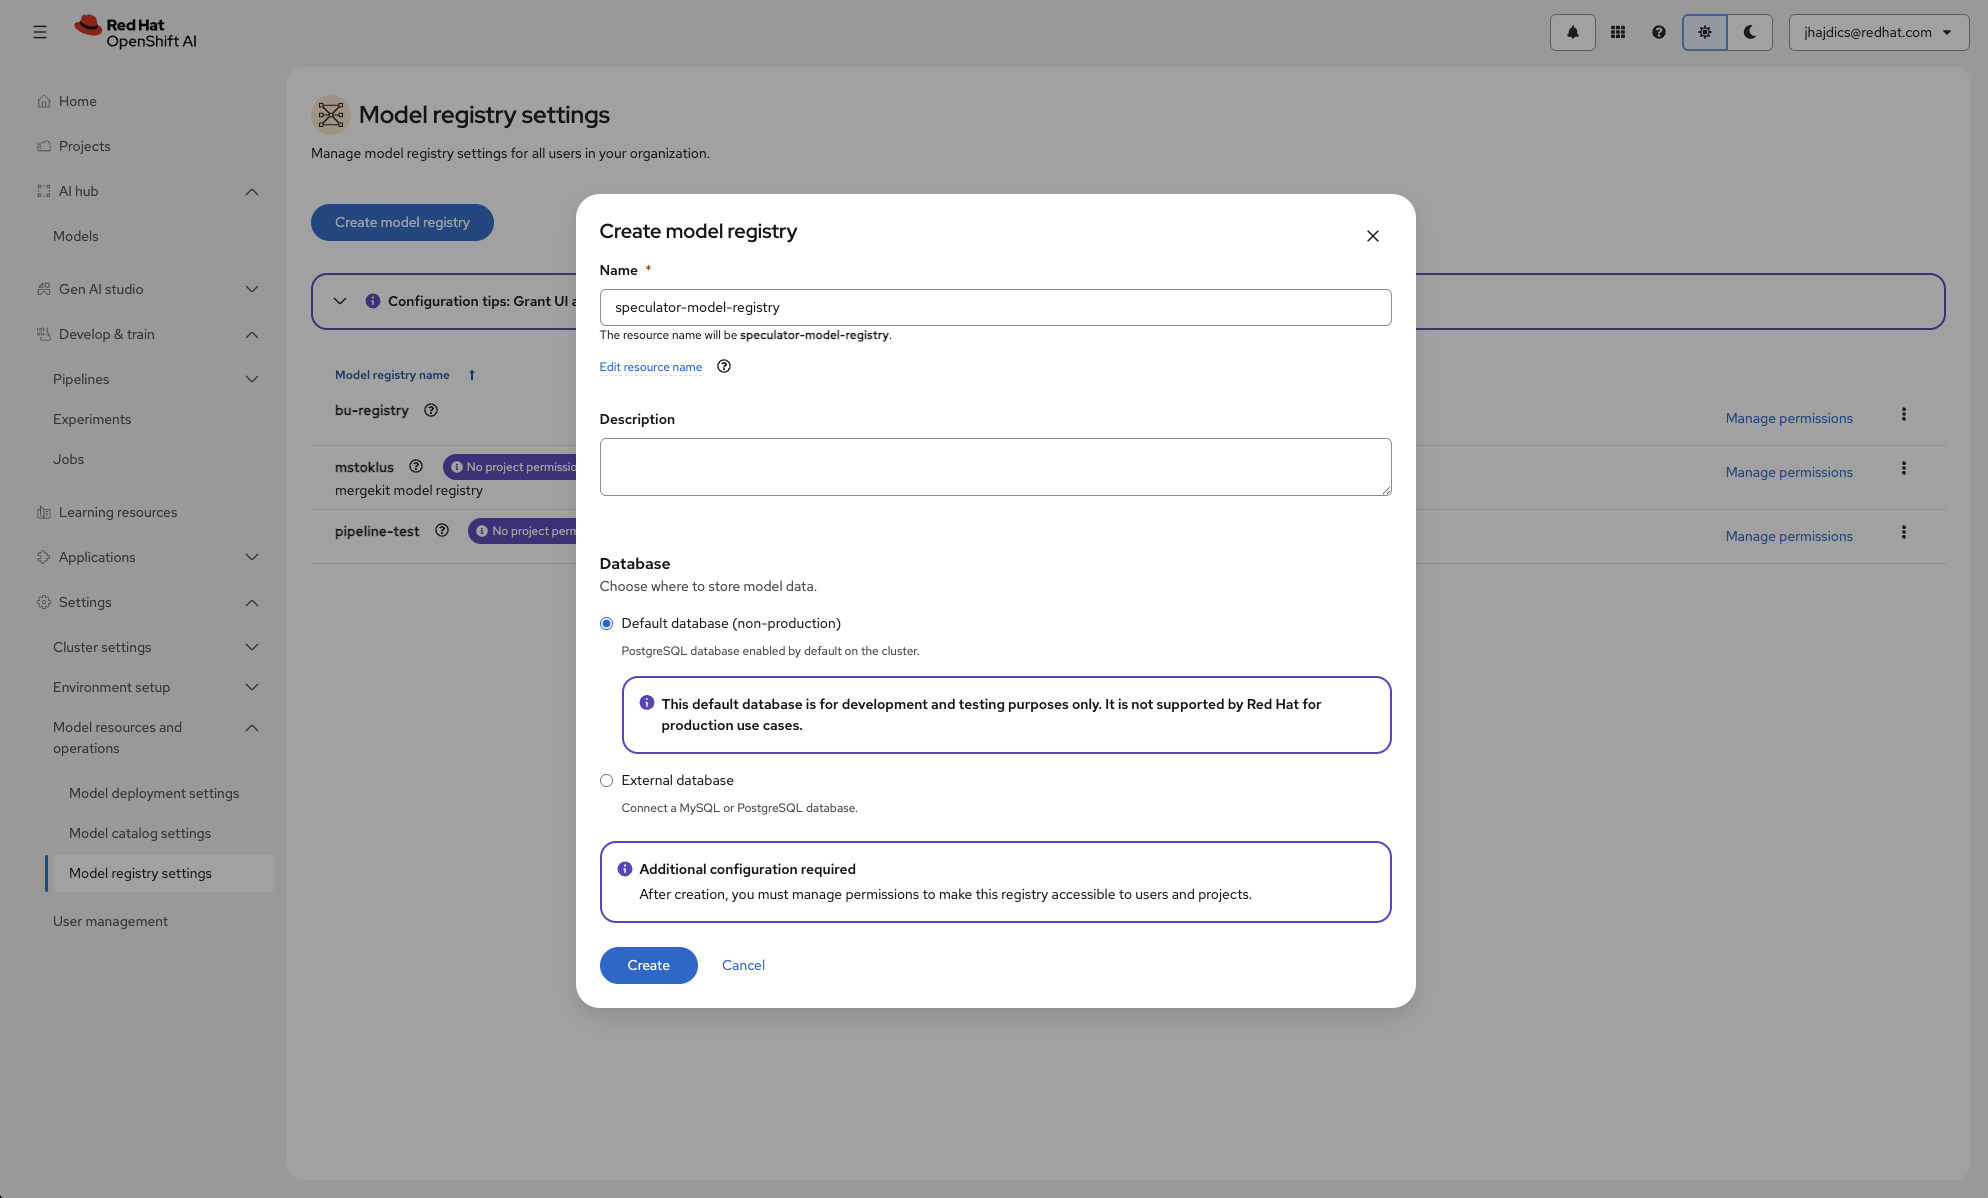 Red Hat
OpenShift AI
jhajdics@redhat.com
Home
Projects
AI hub
Models
Gen AI studio
Develop & train
Pipelines
Experiments
Jobs
Learning resources
Applications
Settings
Cluster settings
Environment setup
Model resources and
operations
Model deployment settings
Model catalog settings
Model registry settings
User management
Model registry settings
Manage model registry settings for all users in your organization.
Create model registry
Configuration tips: Grant UI
Model registry name
bu-registry
Manage permissions
mstoklus
No project
mergekit model registry
Manage permissions
pipeline-test
No project
Manage permissions
Create model registry
Name *
speculator-model-registry
The resource name will be speculator-model-registry.
Edit resource name
Description
Database
Choose where to store model data.
Default database (non-production)
PostgreSQL database enabled by default on the cluster.
This default database is for development and testing purposes only. It is not supported by Red Hat for
production use cases.
External database
Connect a MySQL or PostgreSQL database.
Additional configuration required
After creation, you must manage permissions to make this registry accessible to users and projects.
Create
Cancel